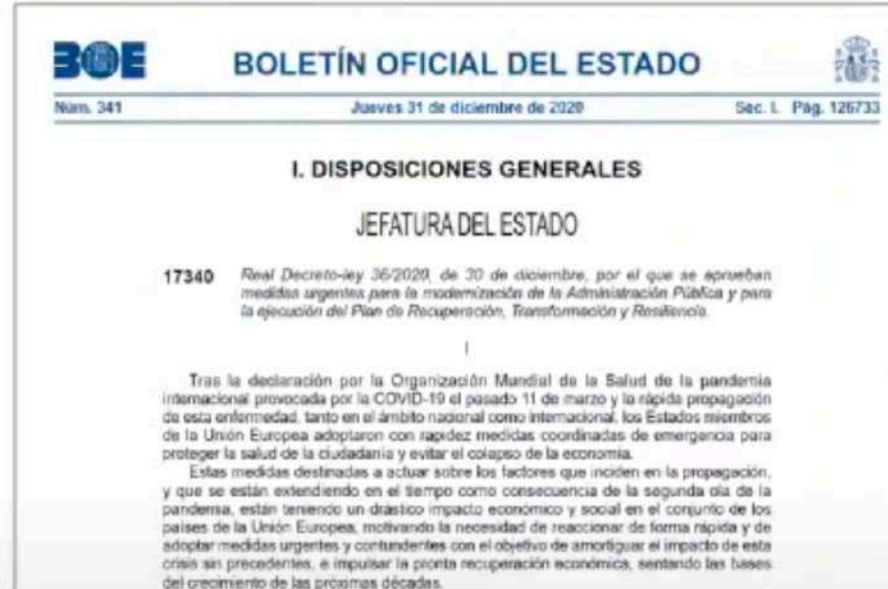 BOE
BOLETÍN OFICIAL DEL ESTADO
Núm. 341 Jueves 31 de diciembre de 2020 Sec. I. Pág. 126733
I. DISPOSICIONES GENERALES
JEFATURA DEL ESTADO
17340 Real Decreto-ley 36/2020, de 30 de diciembre, por el que se aprueban
medidas urgentes para la modernización de la Administración Pública y para
la ejecución del Plan de Recuperación, Transformación y Resiliencia.
I
Tras la declaración por la Organización Mundial de la Salud de la pandemia
internacional provocada por la COVID-19 el pasado 11 de marzo y la rápida propagación
de esta enfermedad, tanto en el ámbito nacional como internacional, los Estados miembros
de la Unión Europea adoptaron con rapidez medidas coordinadas de emergencia para
proteger la salud de la ciudadanía y evitar el colapso de la economía.
Estas medidas destinadas a actuar sobre los factores que inciden en la propagación,
y que se están extendiendo en el tiempo como consecuencia de la segunda ola de la
pandemia, están teniendo un drástico impacto económico y social en el conjunto de los
países de la Unión Europea, motivando la necesidad de reaccionar de forma rápida y de
adoptar medidas urgentes y contundentes con el objetivo de amortiguar el impacto de esta
crisis sin precedentes, e impulsar la pronta recuperación económica, sentando las bases
del crecimiento de las próximas décadas.